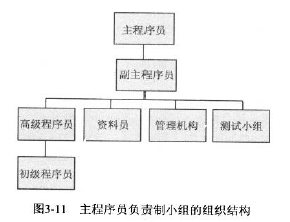 主程序员
副主程序员
高级程序员 资料员 管理机构 测试小组
初级程序员
图3-11 主程序员负责制小组的组织结构